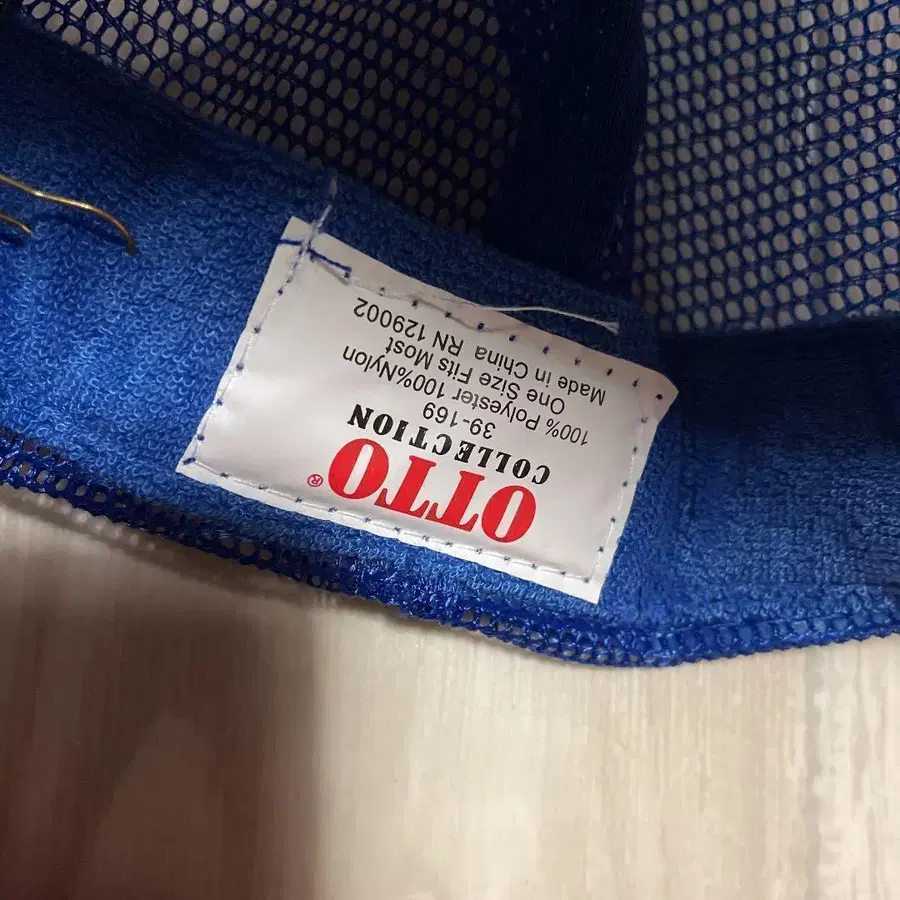 OTTO®
COLLECTION
39-169
100% Polyester 100%Nylon
One Size Fits Most
Made in China RN 129002